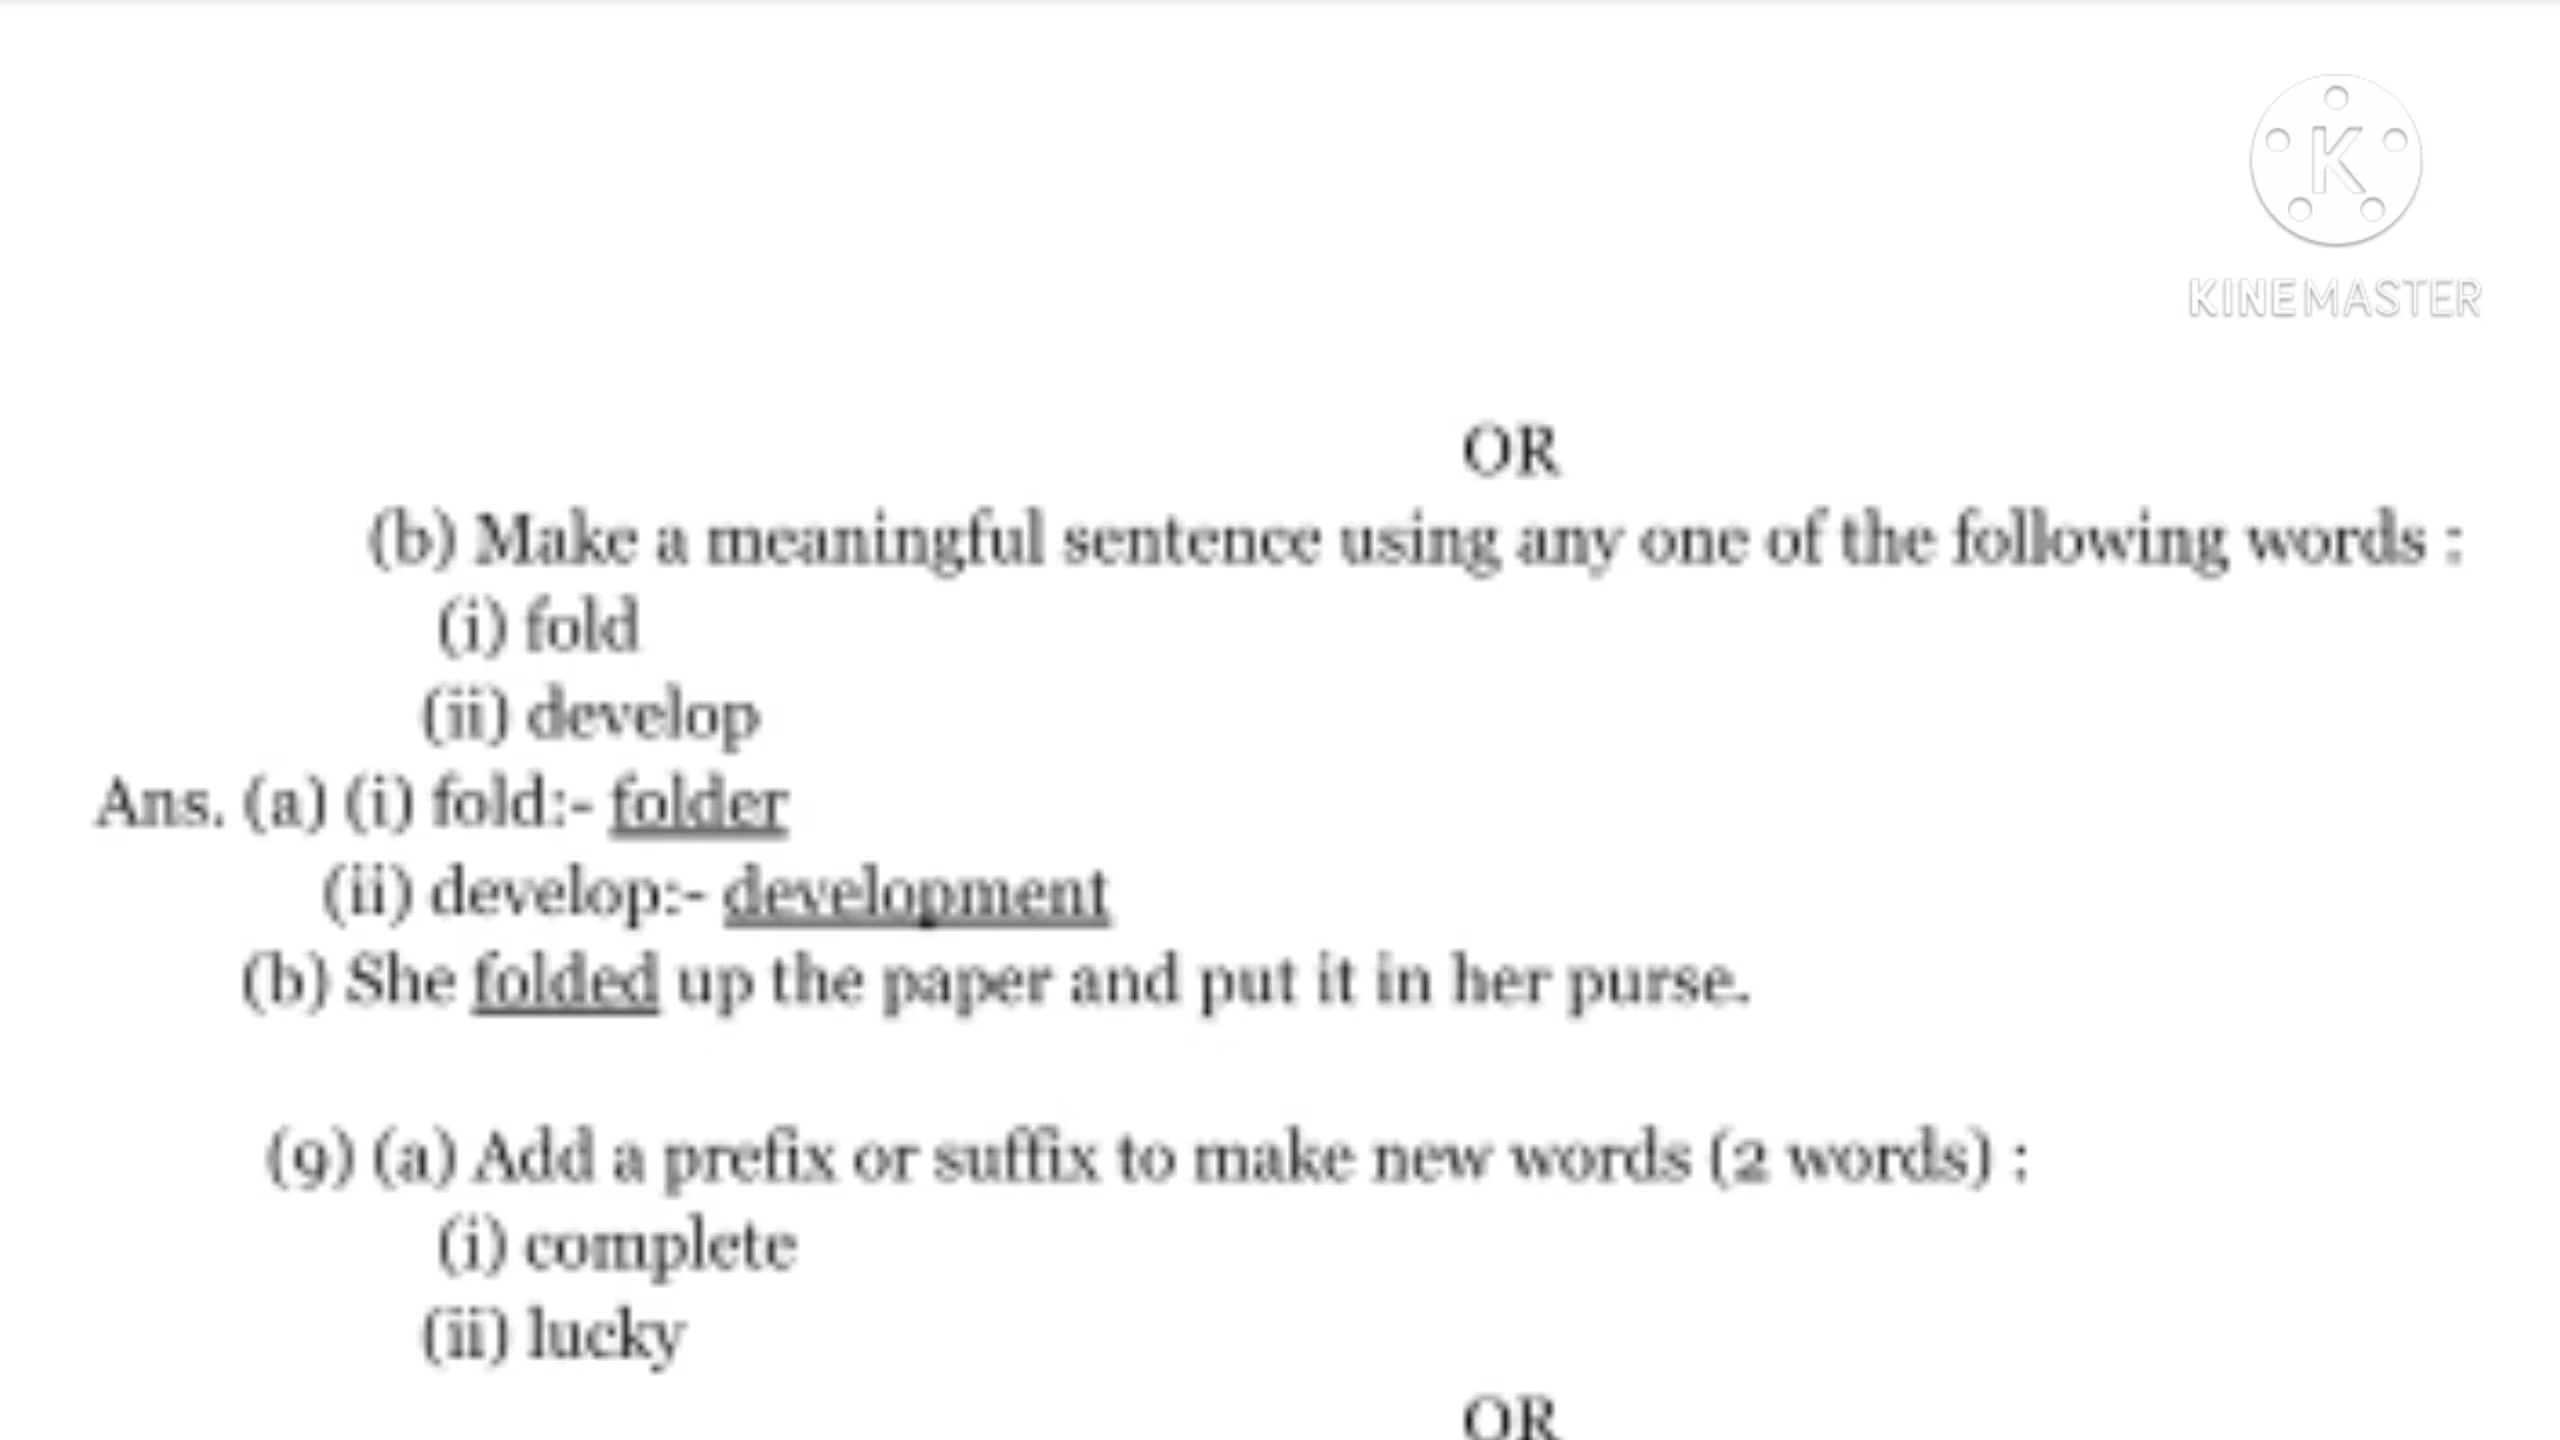 K
KINEMASTER
OR
(b) Make a meaningful sentence using any one of the following words :
(i) fold
(ii) develop
Ans. (a) (i) fold:- folder
(ii) develop:- development
(b) She folded up the paper and put it in her purse.
(9) (a) Add a prefix or suffix to make new words (2 words) :
(i) complete
(ii) lucky
OR